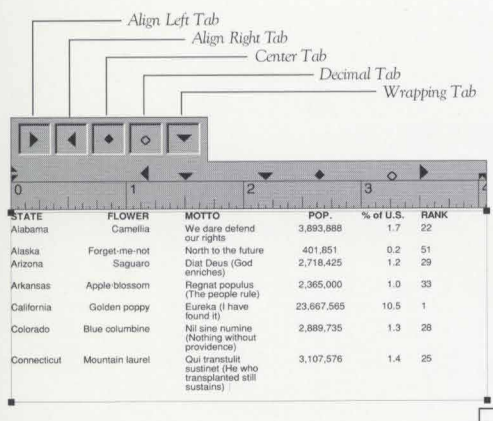 Align Left Tab
Align Right Tab
Center Tab
Decimal Tab
Wrapping Tab
0 1 2 3 4
STATE FLOWER MOTTO POP. % of U.S. RANK
Alabama Camellia We dare defend 3,893,888 1.7 22
our rights
Alaska Forget-me-not North to the future 401,851 0.2 51
Arizona Saguaro Diat Deus (God 2,718,425 1.2 29
enriches)
Arkansas Apple blossom Regnat populus 2,365,000 1.0 33
(The people rule)
California Golden poppy Eureka (I have 23,667,565 10.5 1
found it)
Colorado Blue columbine Nil sine numine 2,889,735 1.3 28
(Nothing without
providence)
Connecticut Mountain laurel Qui transtulit 3,107,576 1.4 25
sustinet (He who
transplanted still
sustains)